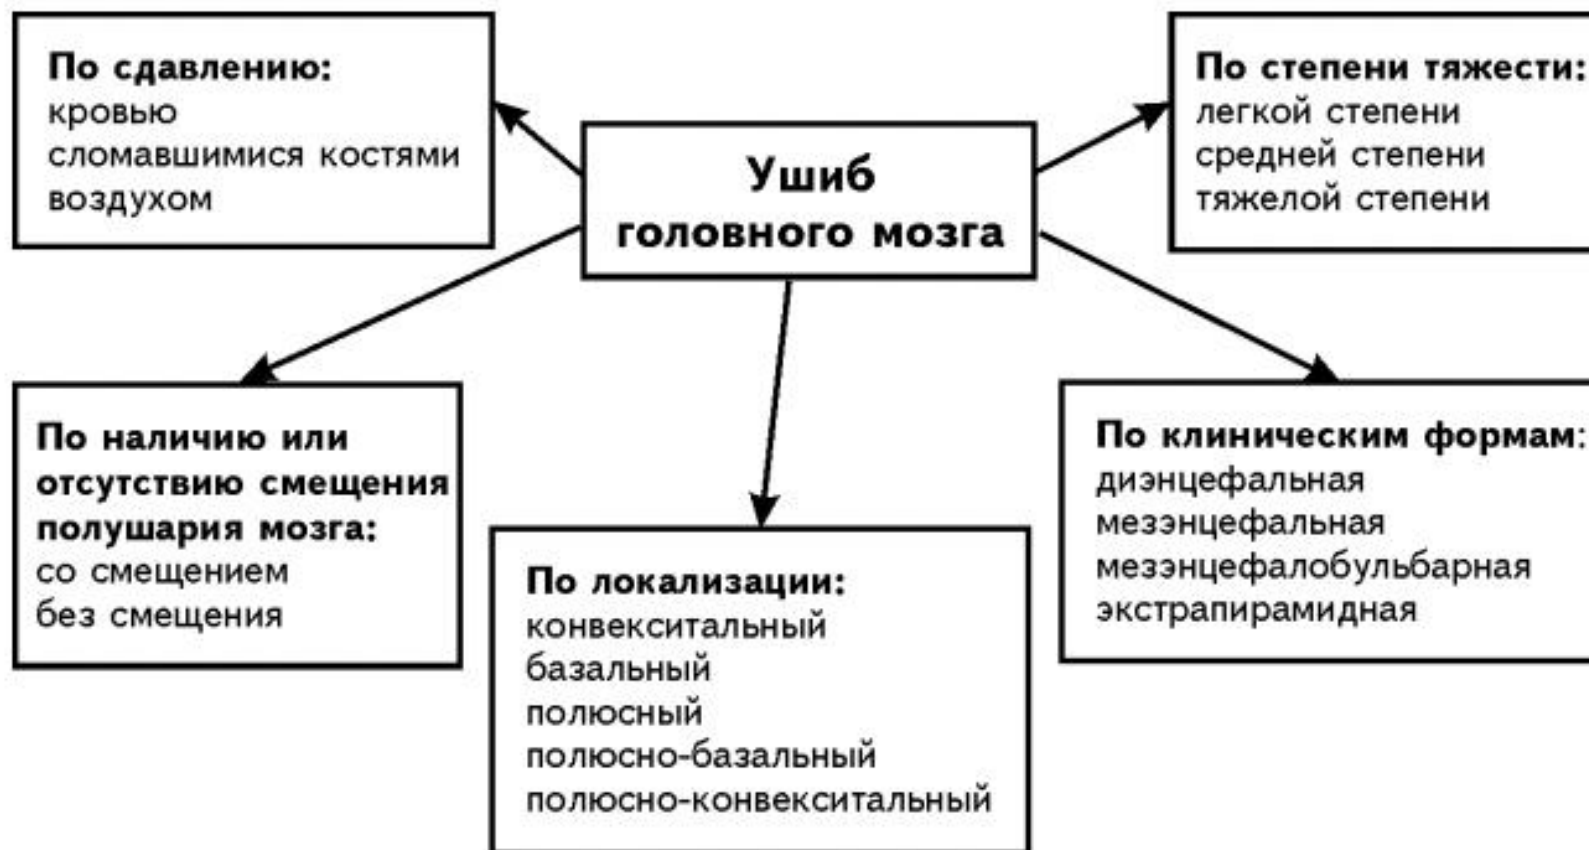 По сдавлению:
кровью
сломавшимися костями
воздухом
Ушиб
головного мозга
По степени тяжести:
легкой степени
средней степени
тяжелой степени
По наличию или
отсутствию смещения
полушария мозга:
со смещением
без смещения
По локализации:
конвекситальный
базальный
полюсный
полюсно-базальный
полюсно-конвекситальный
По клиническим формам:
диэнцефальная
мезэнцефальная
мезэнцефалобульбарная
экстрапирамидная